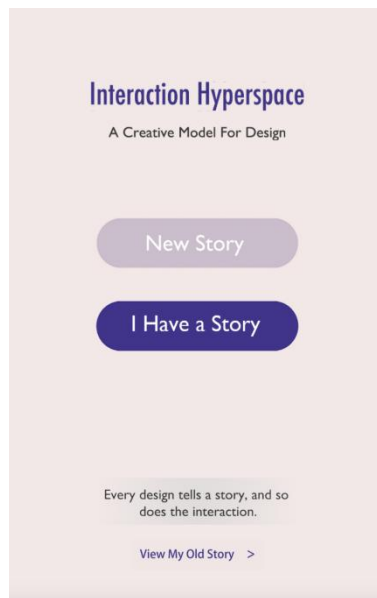 Interaction Hyperspace
A Creative Model For Design
New Story
I Have a Story
Every design tells a story, and so
does the interaction.
View My Old Story >